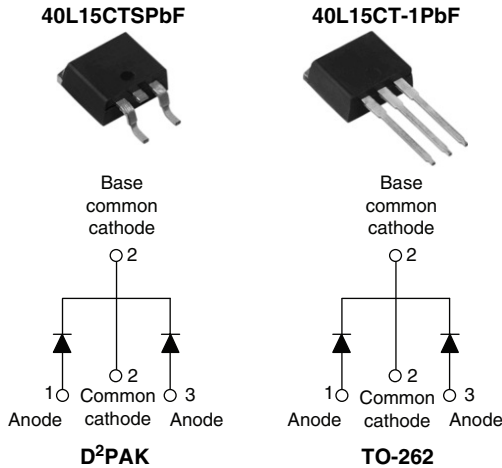 40L15CTSPbF
40L15CT-1PbF
Base
common
cathode
2
1
2
3
Anode
Common
cathode
Anode
D²PAK
Base
common
cathode
2
1
2
3
Anode
Common
cathode
Anode
TO-262